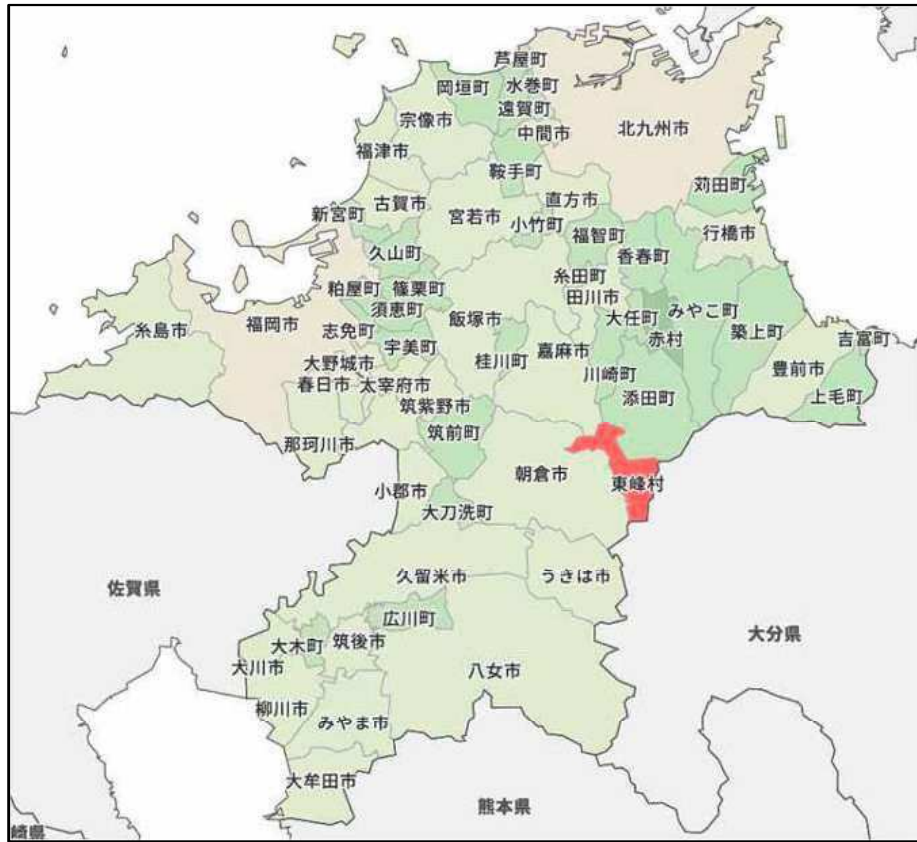 芦屋町
岡垣町
水巻町
遠賀町
宗像市
北九州市
中間市
福津市
鞍手町
苅田町
直方市
古賀市
新宮町
宮若市
小竹町
福智町
行橋市
香春町
久山町
糸田町
粕屋町
篠栗町
田川市
須恵町
飯塚市
みやこ町
大任町
糸島市
福岡市
志免町
築上町
赤村
吉富町
宇美町
嘉麻市
大野城市
桂川町
豊前市
川崎町
春日市
太宰府市
上毛町
添田町
筑紫野市
筑前町
那珂川市
朝倉市
東峰村
小郡市
大刀洗町
久留米市
うきは市
佐賀県
広川町
大分県
大木町
筑後市
大川市
八女市
柳川市
みやま市
大牟田市
熊本県
崎県